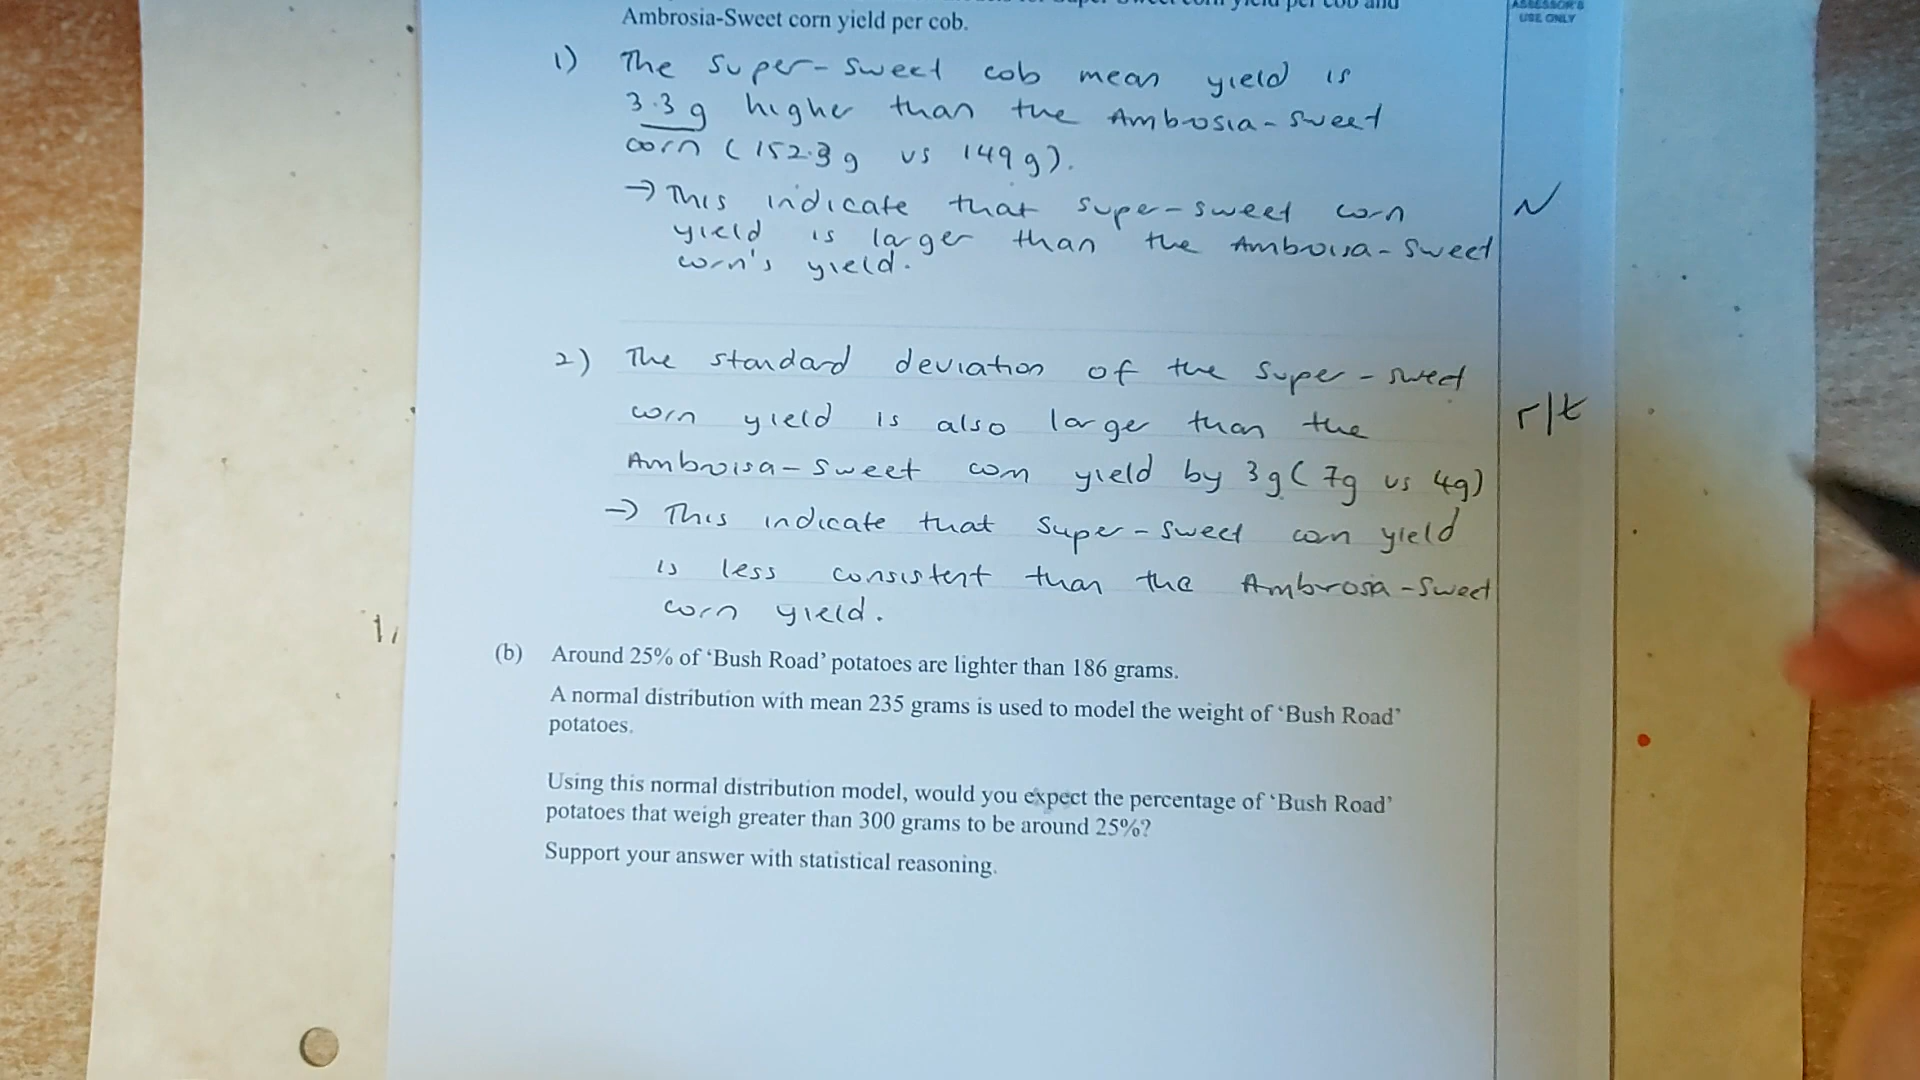 Ambrosia-Sweet corn yield per cob.
ASSESSOR'S
USE ONLY
1) The super-sweet cob mean yield is
3.3g higher than the Ambosia-sweet
corn (152.3g vs 149g).
→ This indicate that super-sweet corn
yield is larger than the Ambroisa-sweet
corn's yield.
N
2) The standard deviation of the super-sweet
corn yield is also larger than the
Ambroisa-sweet corn yield by 3g (7g vs 4g)
r/t
→ This indicate that super-sweet corn yield
is less consistent than the Ambrosia-sweet
corn yield.
(b) Around 25% of ‘Bush Road’ potatoes are lighter than 186 grams.
A normal distribution with mean 235 grams is used to model the weight of ‘Bush Road’
potatoes.
Using this normal distribution model, would you expect the percentage of ‘Bush Road’
potatoes that weigh greater than 300 grams to be around 25%?
Support your answer with statistical reasoning.